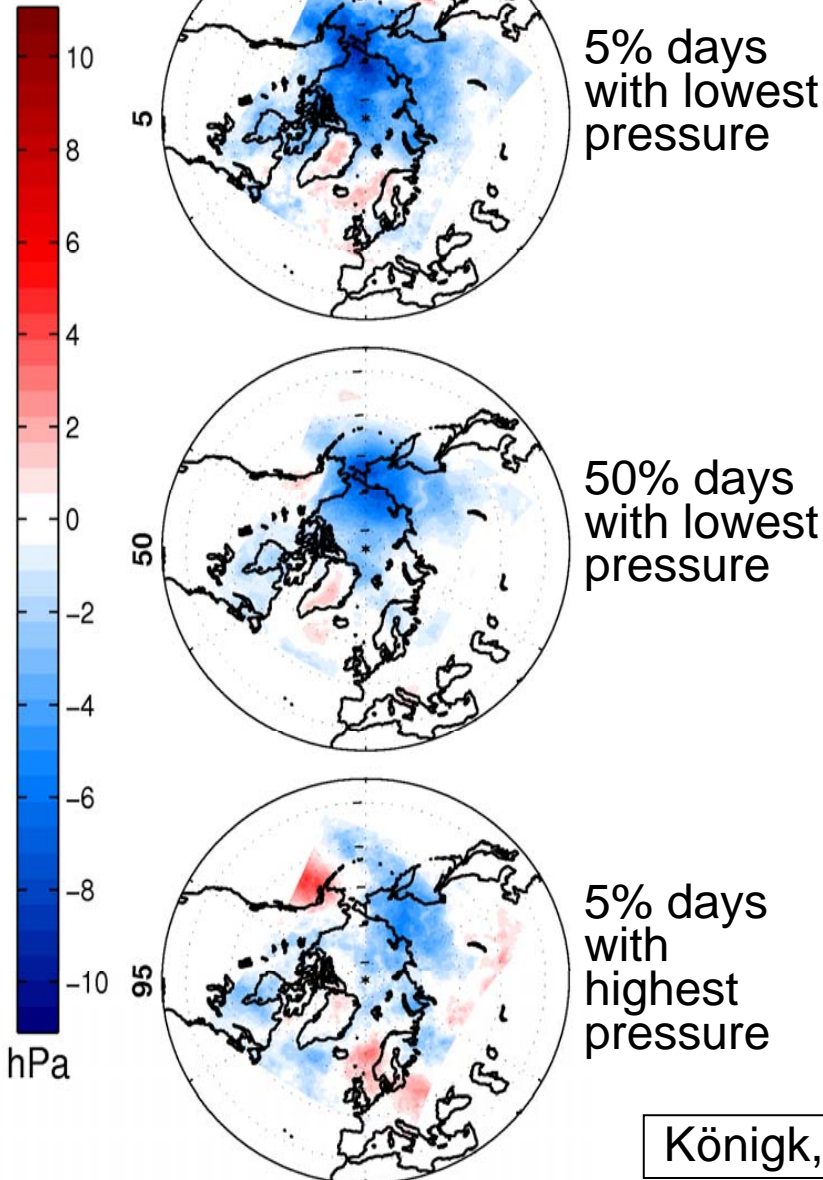 10
8
6
4
2
0
−2
−4
−6
−8
−10
hPa
5
5% days
with lowest
pressure
50
50% days
with lowest
pressure
95
5% days
with
highest
pressure
Königk,